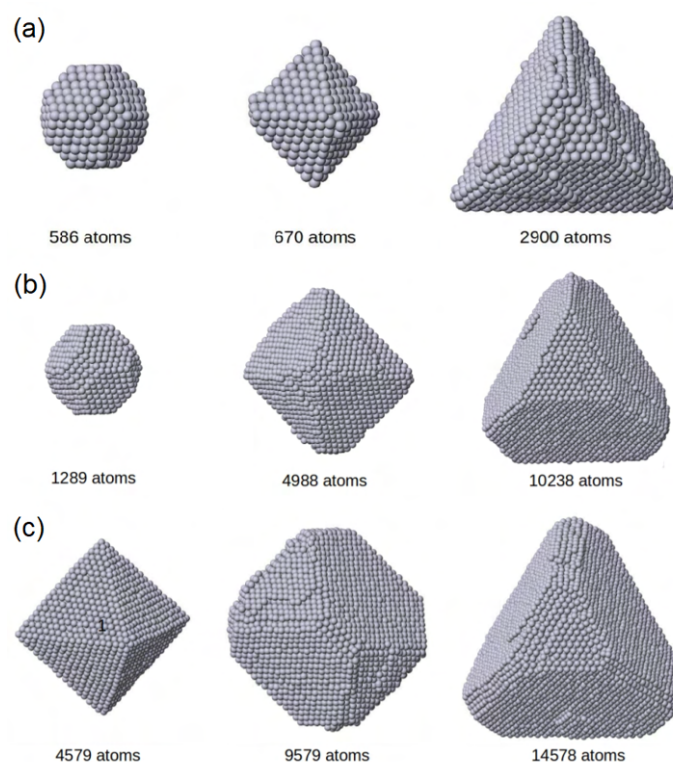 (a)
586 atoms
670 atoms
2900 atoms
(b)
1289 atoms
4988 atoms
10238 atoms
(c)
1
4579 atoms
9579 atoms
14578 atoms